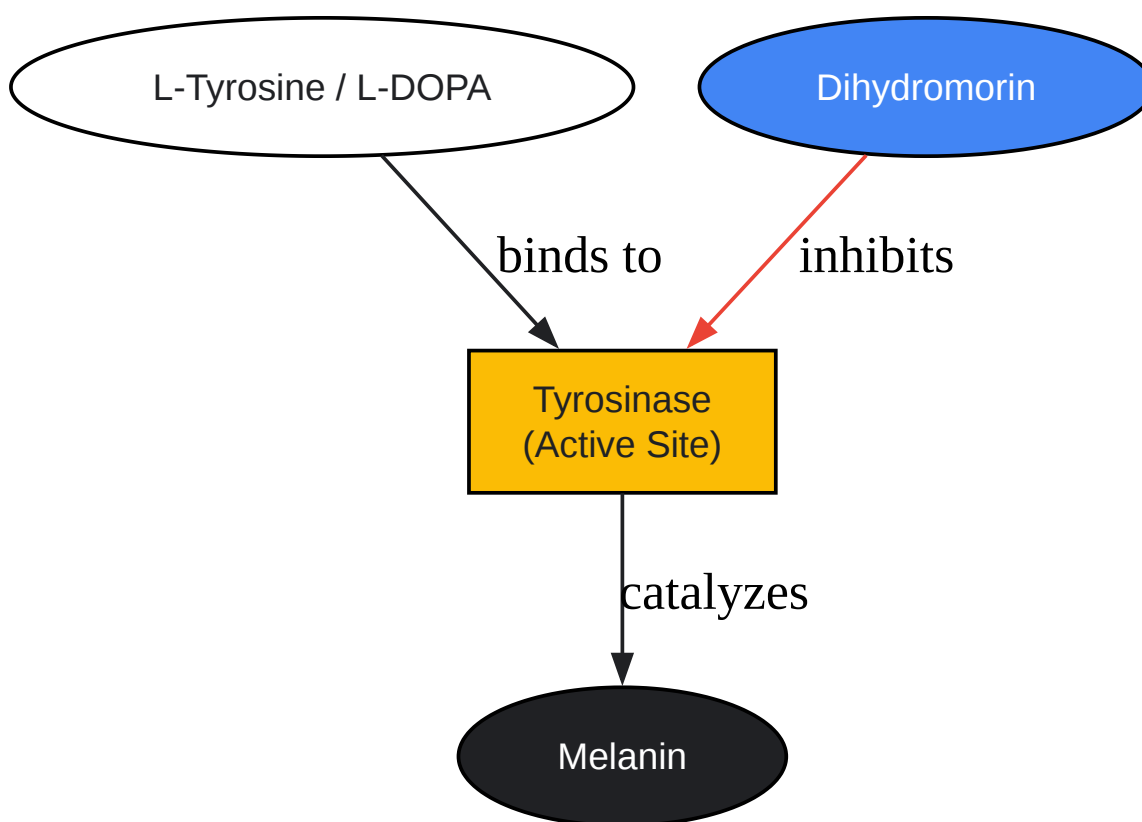 L-Tyrosine / L-DOPA
Dihydromorin
binds to
inhibits
Tyrosinase
(Active Site)
catalyzes
Melanin